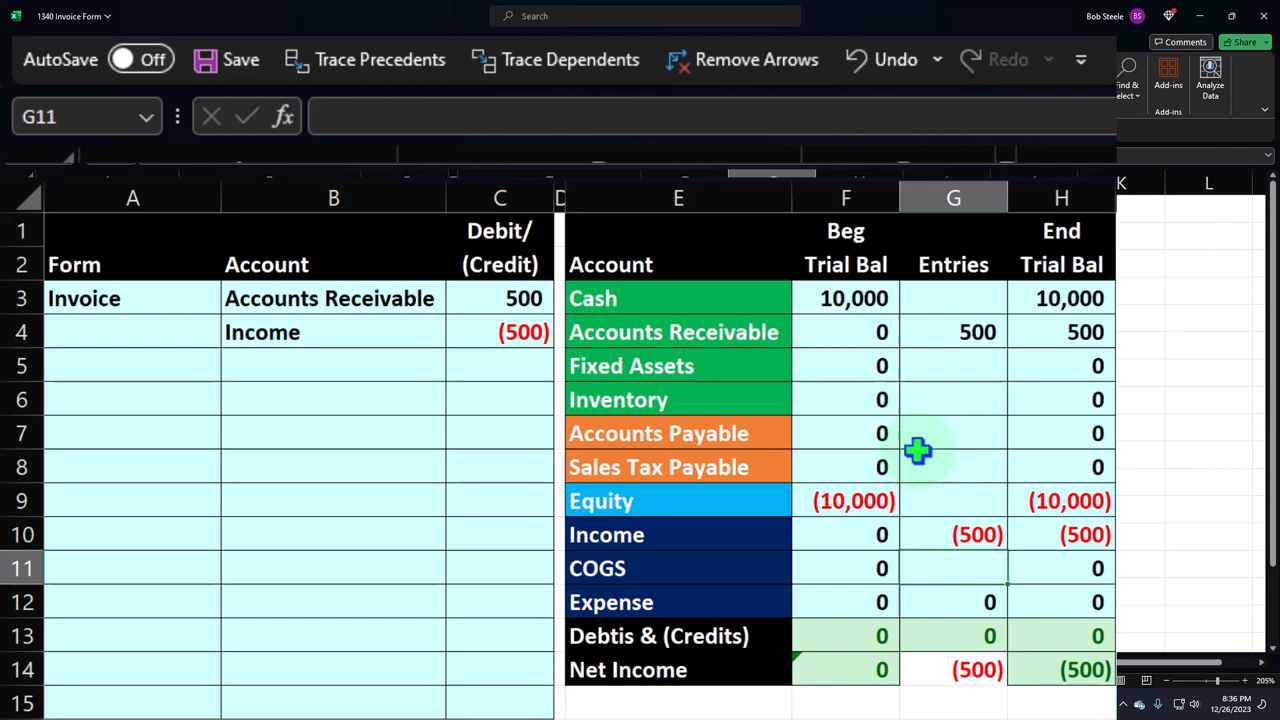 1340 Invoice Form
Search
Bob Steele
BS
Comments
Share
AutoSave Off Save Trace Precedents Trace Dependents Remove Arrows Undo Redo
Find & Select
Add-ins
Analyze Data
G11 fx
Add-ins
A B C D E F G H K L
1 Debit/ Beg End
2 Form Account (Credit) Account Trial Bal Entries Trial Bal
3 Invoice Accounts Receivable 500 Cash 10,000 10,000
4 Income (500) Accounts Receivable 0 500 500
5 Fixed Assets 0 0
6 Inventory 0 0
7 Accounts Payable 0 0
8 Sales Tax Payable 0 0
9 Equity (10,000) (10,000)
10 Income 0 (500) (500)
11 COGS 0 0
12 Expense 0 0 0
13 Debtis & (Credits) 0 0 0
14 Net Income 0 (500) (500)
15
205%
8:36 PM
12/26/2023